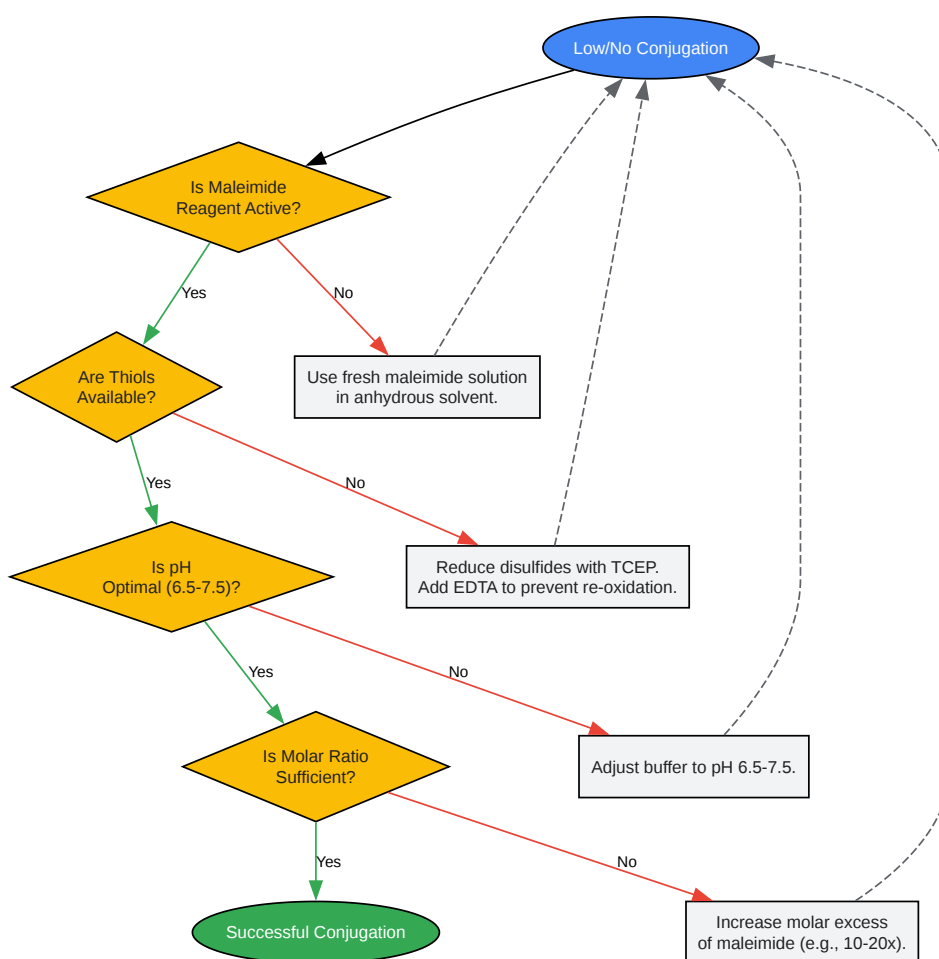 Low/No Conjugation
Is Maleimide
Reagent Active?
Yes
No
Are Thiols
Available?
Use fresh maleimide solution
in anhydrous solvent.
Yes
No
Is pH
Optimal (6.5-7.5)?
Reduce disulfides with TCEP.
Add EDTA to prevent re-oxidation.
Yes
No
Is Molar Ratio
Sufficient?
Adjust buffer to pH 6.5-7.5.
Yes
No
Successful Conjugation
Increase molar excess
of maleimide (e.g., 10-20x).